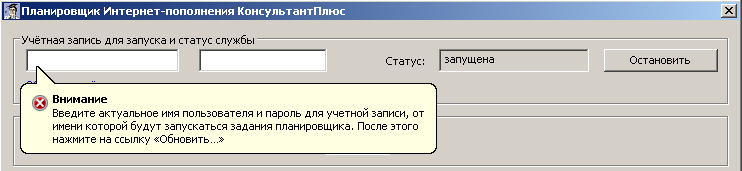 Планировщик Интернет-пополнения КонсультантПлюс
Учётная запись для запуска и статус службы
Статус:
запущена
Остановить
Внимание
Введите актуальное имя пользователя и пароль для учетной записи, от
имени которой будут запускаться задания планировщика. После этого
нажмите на ссылку «Обновить...»